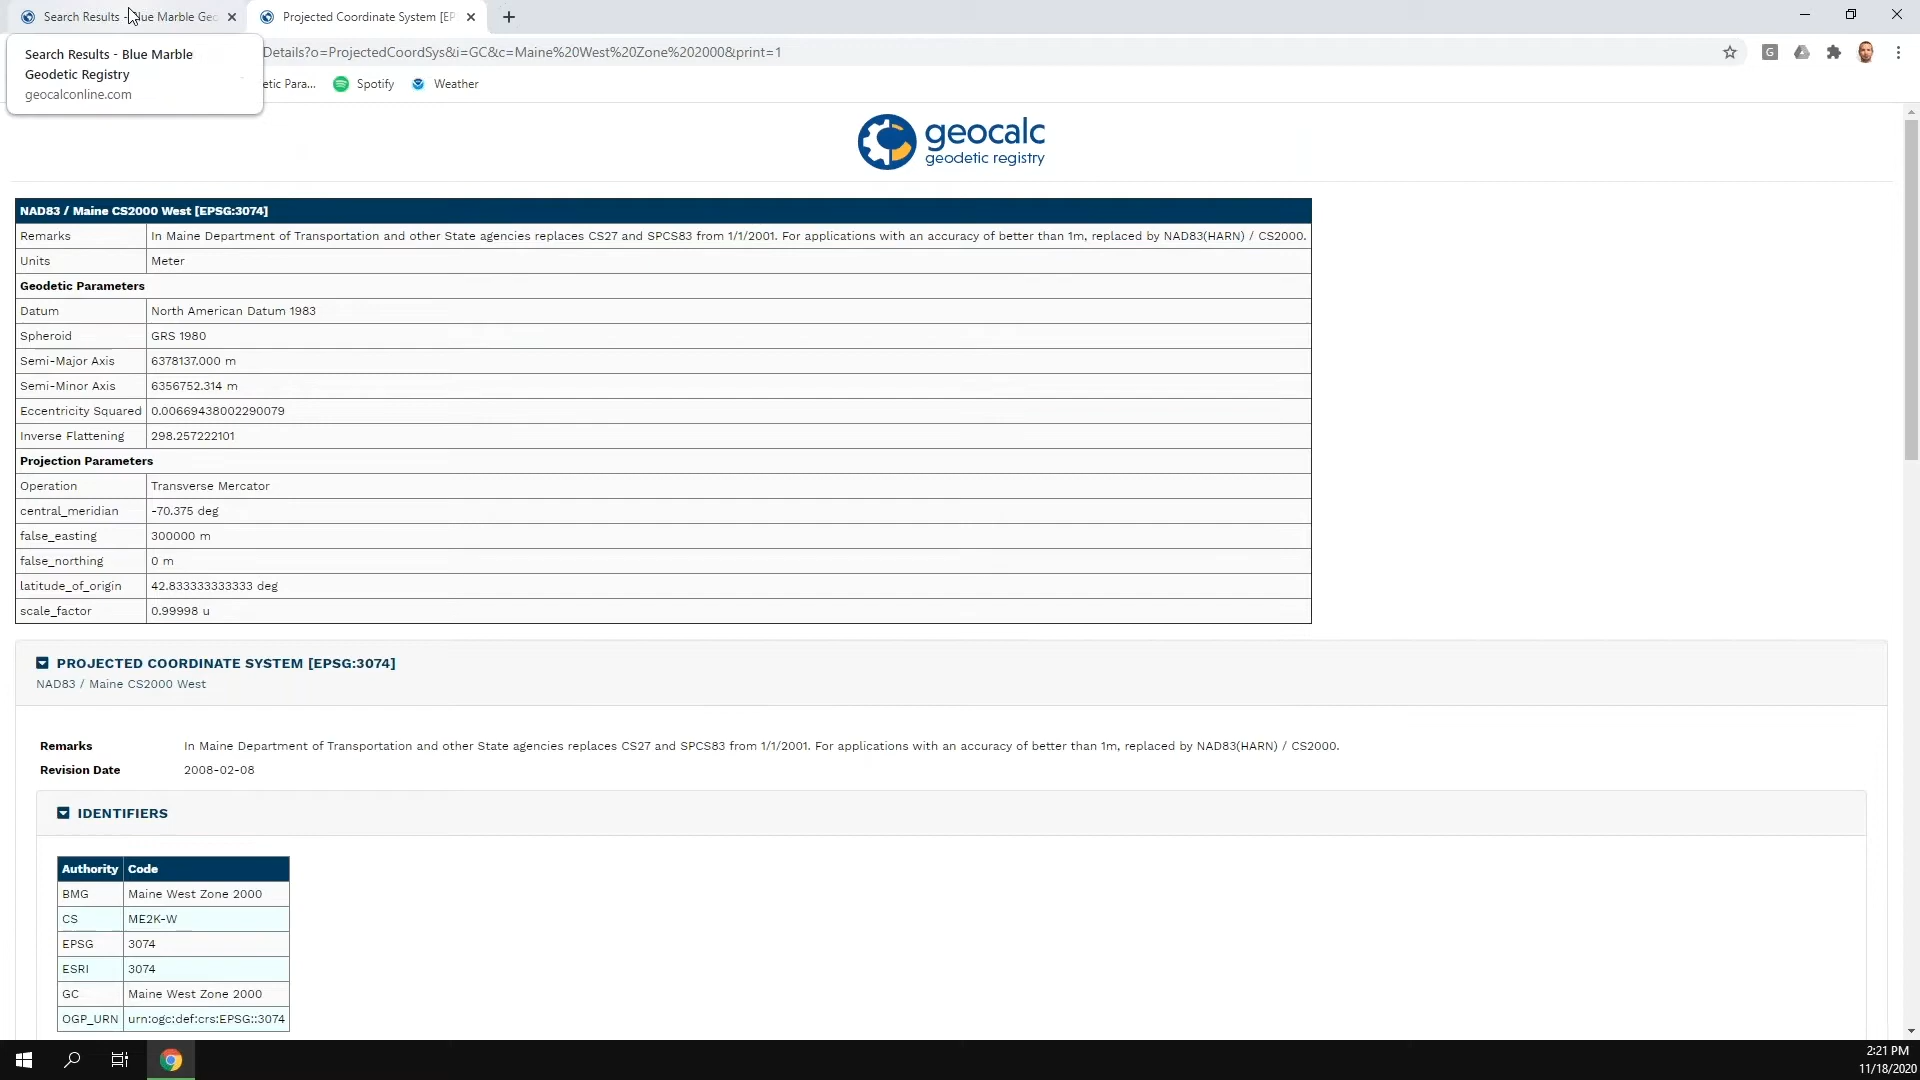 Search Results - Blue Marble Geo
Projected Coordinate System [EP
Search Results - Blue Marble
Geodetic Registry
geocalconline.com
Details?o=ProjectedCoordSys&i=GC&c=Maine%20West%20Zone%202000&print=1
etic Para...
Spotify
Weather
geocalc
geodetic registry
NAD83 / Maine CS2000 West [EPSG:3074]
Remarks In Maine Department of Transportation and other State agencies replaces CS27 and SPCS83 from 1/1/2001. For applications with an accuracy of better than 1m, replaced by NAD83(HARN) / CS2000.
Units Meter
Geodetic Parameters
Datum North American Datum 1983
Spheroid GRS 1980
Semi-Major Axis 6378137.000 m
Semi-Minor Axis 6356752.314 m
Eccentricity Squared 0.00669438002290079
Inverse Flattening 298.257222101
Projection Parameters
Operation Transverse Mercator
central_meridian -70.375 deg
false_easting 300000 m
false_northing 0 m
latitude_of_origin 42.833333333333 deg
scale_factor 0.99998 u
PROJECTED COORDINATE SYSTEM [EPSG:3074]
NAD83 / Maine CS2000 West
Remarks In Maine Department of Transportation and other State agencies replaces CS27 and SPCS83 from 1/1/2001. For applications with an accuracy of better than 1m, replaced by NAD83(HARN) / CS2000.
Revision Date 2008-02-08
IDENTIFIERS
Authority Code
BMG Maine West Zone 2000
CS ME2K-W
EPSG 3074
ESRI 3074
GC Maine West Zone 2000
OGP_URN urn:ogc:def:crs:EPSG::3074
2:21 PM
11/18/2020